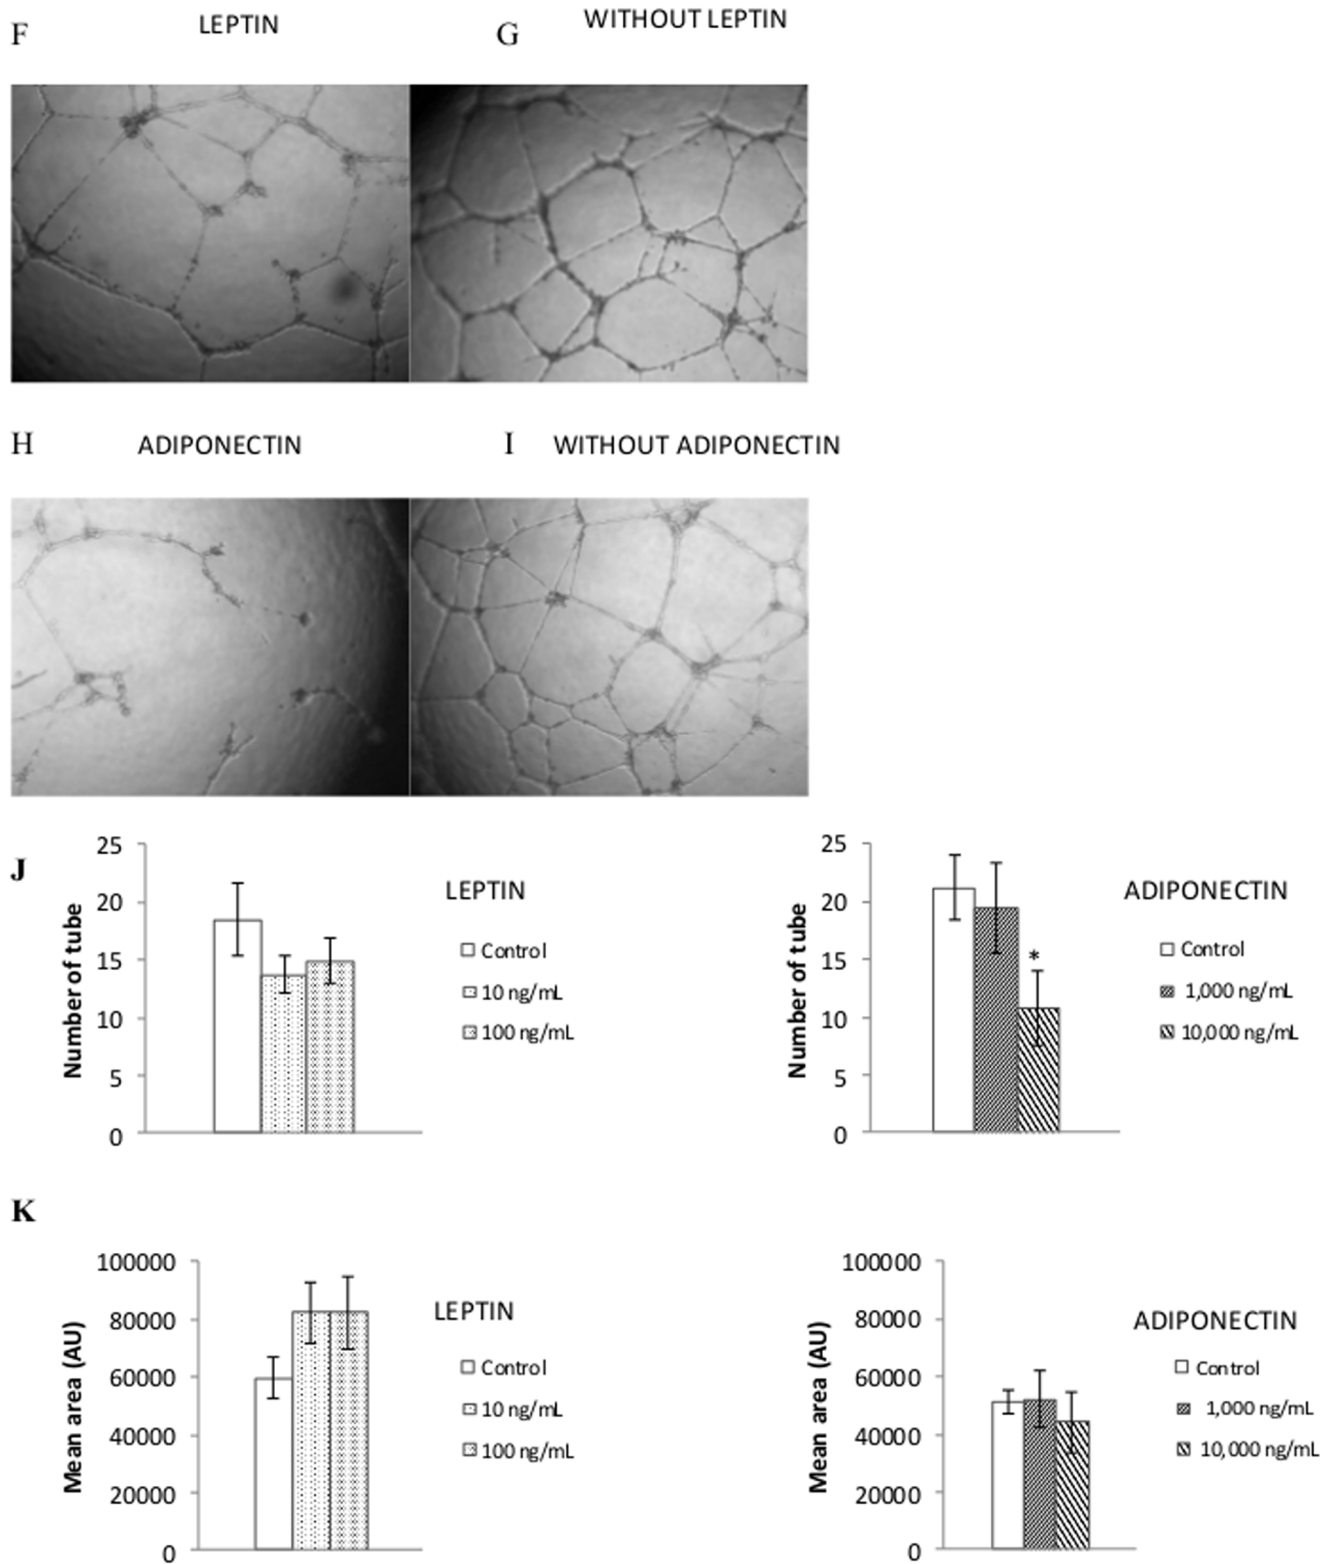 F LEPTIN G WITHOUT LEPTIN
H ADIPONECTIN I WITHOUT ADIPONECTIN
J
Number of tube
25
20
15
10
5
0
LEPTIN
Control
10 ng/mL
100 ng/mL
Number of tube
25
20
15
10
5
0
*
ADIPONECTIN
Control
1,000 ng/mL
10,000 ng/mL
K
Mean area (AU)
100000
80000
60000
40000
20000
0
LEPTIN
Control
10 ng/mL
100 ng/mL
Mean area (AU)
100000
80000
60000
40000
20000
0
ADIPONECTIN
Control
1,000 ng/mL
10,000 ng/mL